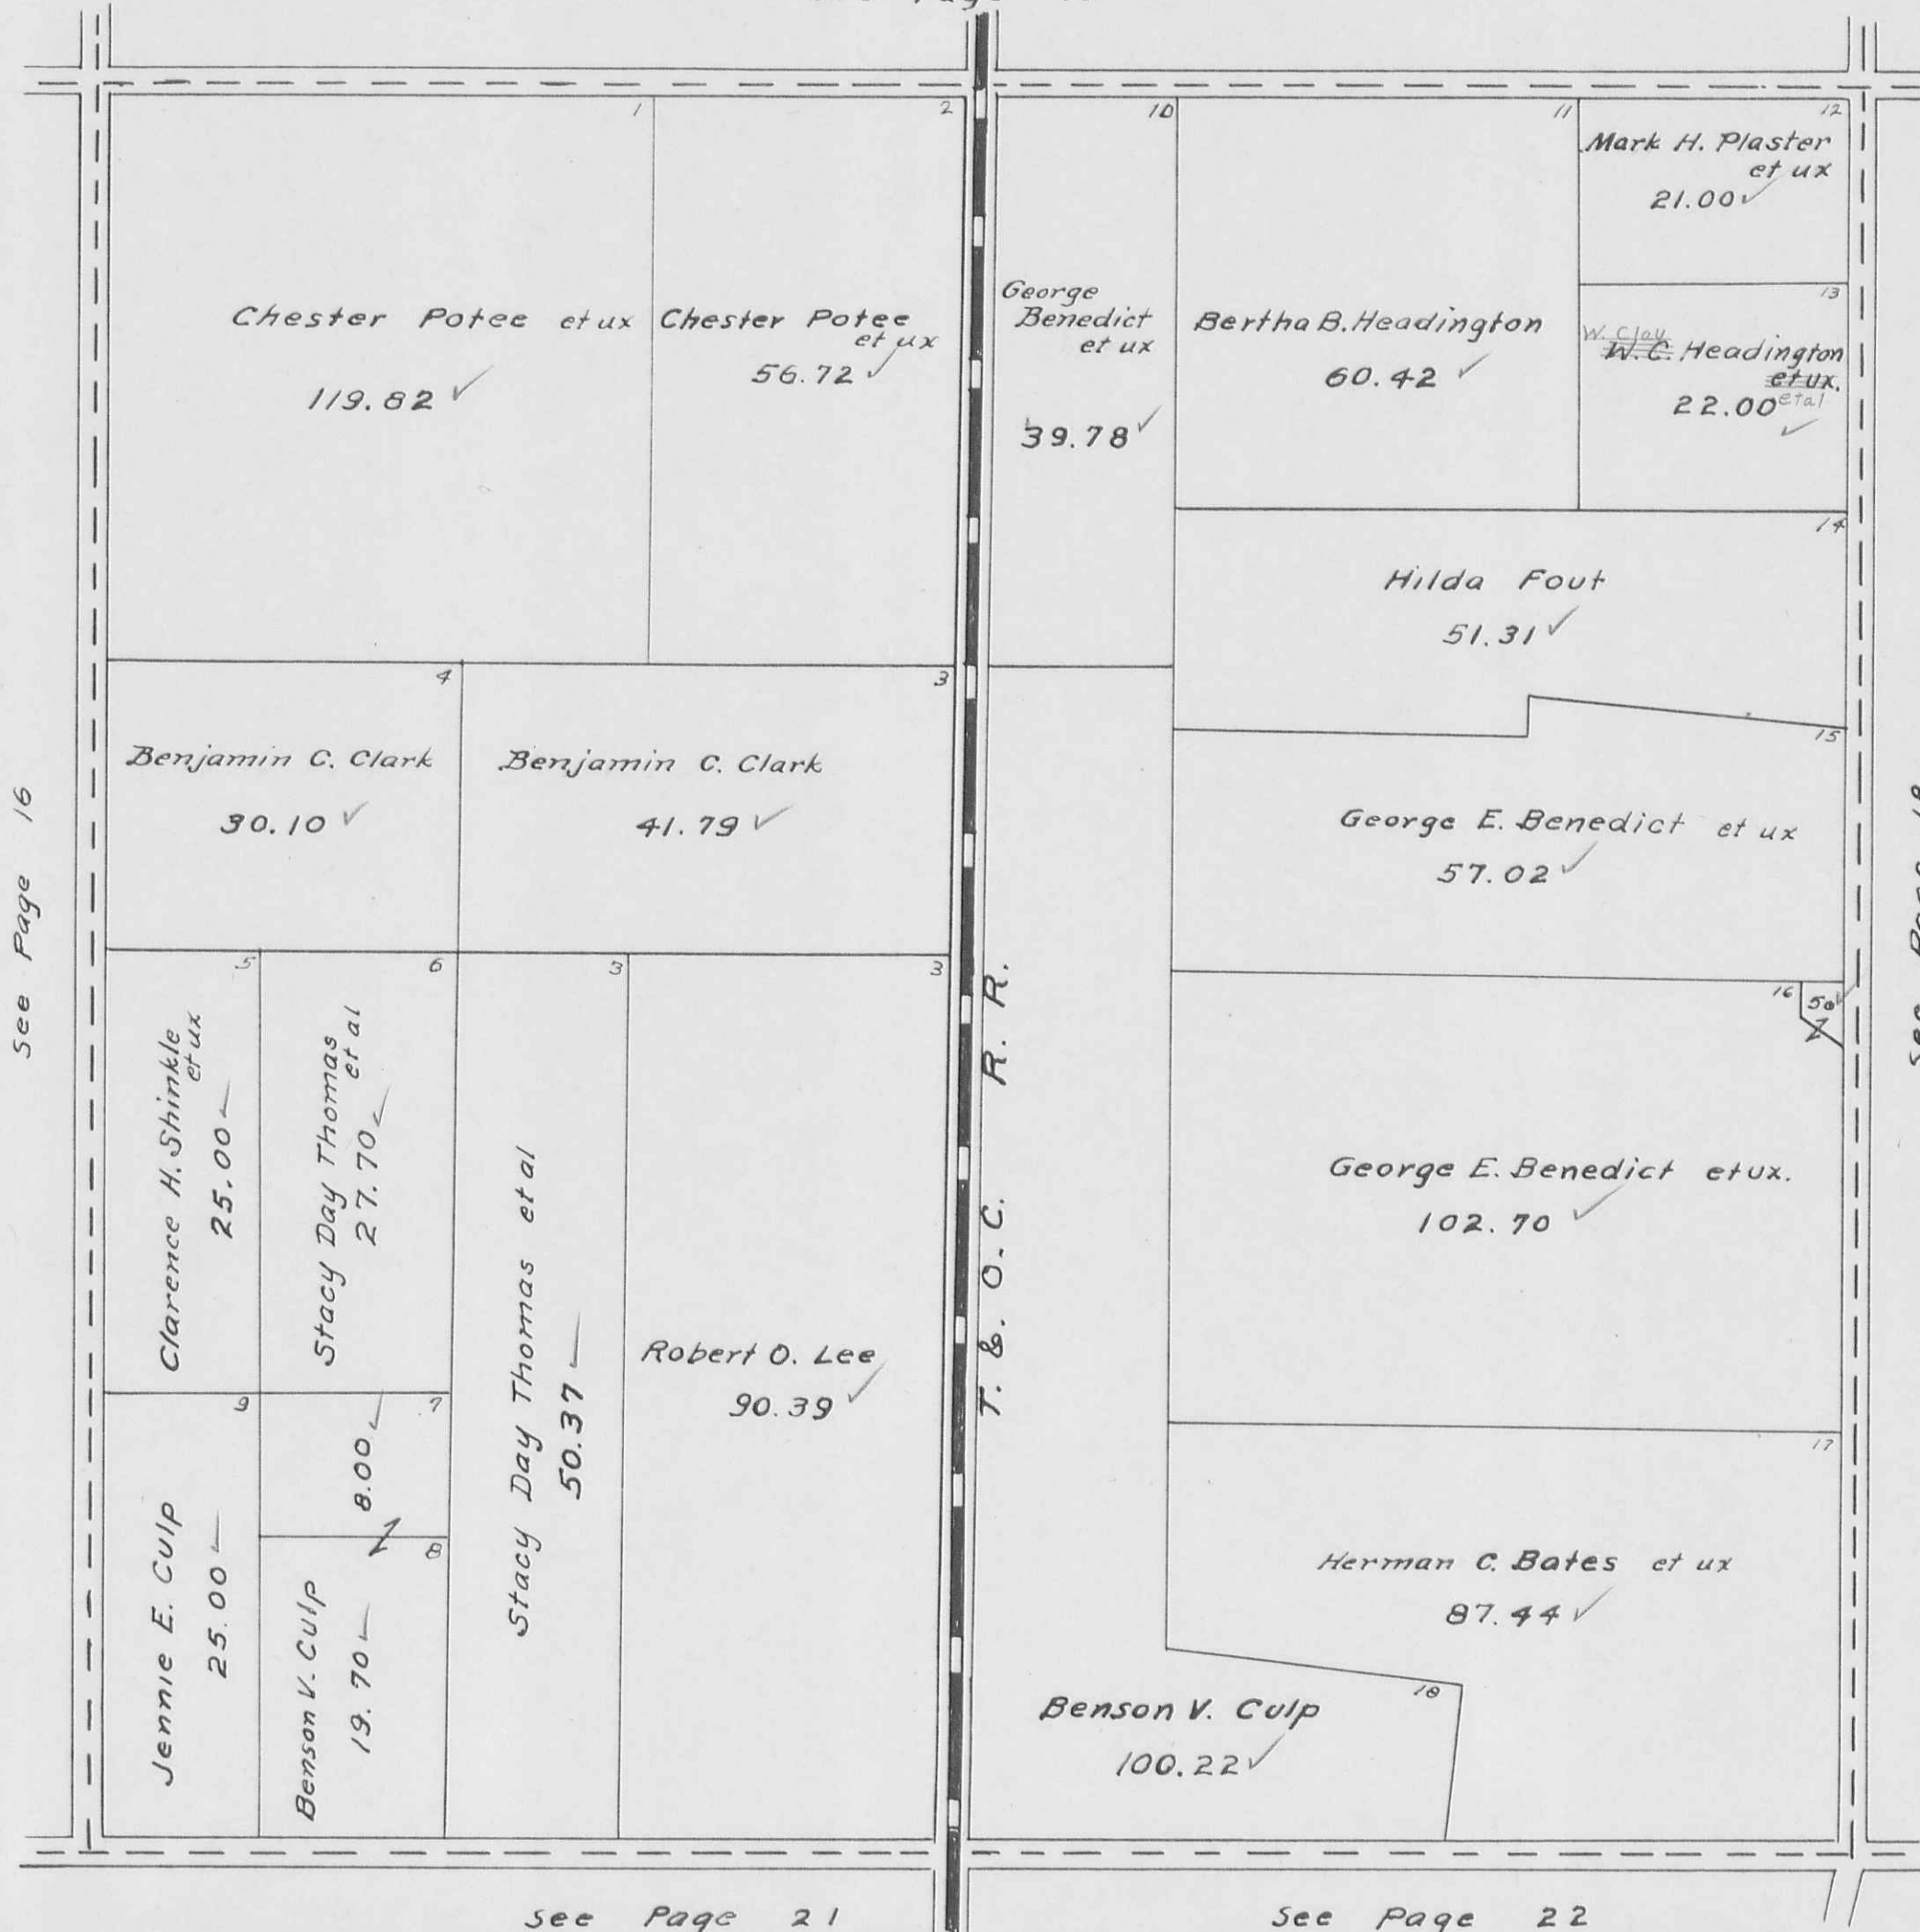 1
2
Chester Potee et ux
119.82 ✓
Chester Potee
et ux
56.72 ✓
10
George
Benedict
et ux
39.78 ✓
11
Bertha B. Headington
60.42 ✓
12
Mark H. Plaster
et ux
21.00 ✓
13
W. Clay
W. C. Headington
et ux.
22.00 et al
✓
14
Hilda Fout
51.31 ✓
15
George E. Benedict et ux
57.02 ✓
16
50 ✓
George E. Benedict et ux.
102.70 ✓
17
Herman C. Bates et ux
87.44 ✓
18
Benson V. Culp
100.22 ✓
4
Benjamin C. Clark
30.10 ✓
3
Benjamin C. Clark
41.79 ✓
5
Clarence H. Shinkle
et ux
25.00 ✓
6
Stacy Day Thomas
et al
27.70 ✓
3
Stacy Day Thomas et al
50.37 ✓
3
Robert O. Lee
90.39 ✓
9
Jennie E. Culp
25.00 ✓
7
8.00 ✓
8
Benson V. Culp
19.70 ✓
T. & O. C. R. R.
See Page 16
See Page 21
See Page 22